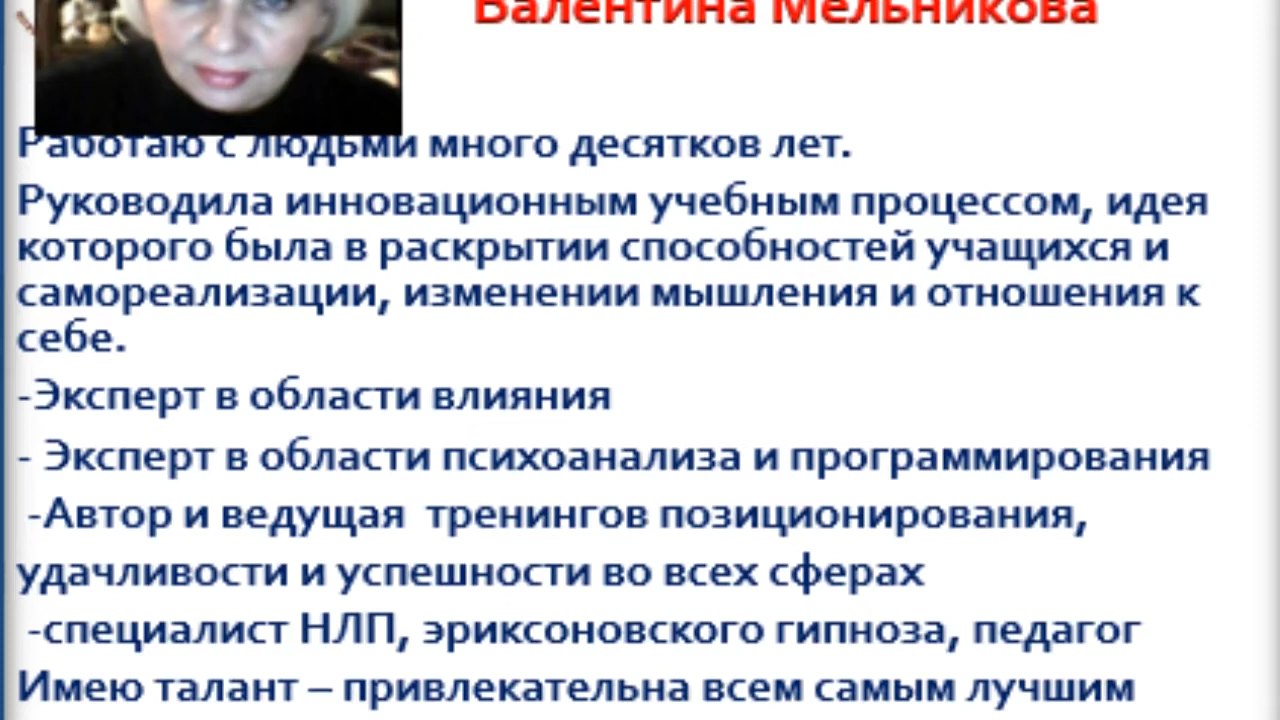 Валентина Мельникова
Работаю с людьми много десятков лет.
Руководила инновационным учебным процессом, идея
которого была в раскрытии способностей учащихся и
самореализации, изменении мышления и отношения к
себе.
-Эксперт в области влияния
- Эксперт в области психоанализа и программирования
-Автор и ведущая  тренингов позиционирования,
удачливости и успешности во всех сферах
-специалист НЛП, эриксоновского гипноза, педагог
Имею талант – привлекательна всем самым лучшим